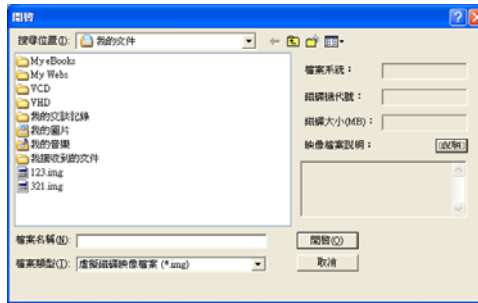 開啟
搜尋位置(I): 我的文件
My eBooks
My Webs
VCD
VHD
我的交談記錄
我的圖片
我的音樂
我接收到的文件
123.img
321.img
檔案系統：
磁碟機代號：
磁碟大小(MB)：
映像檔案說明：
檔案名稱(N):
開啟(O)
檔案類型(T): 虛擬磁碟映像檔案 (*.img)
取消